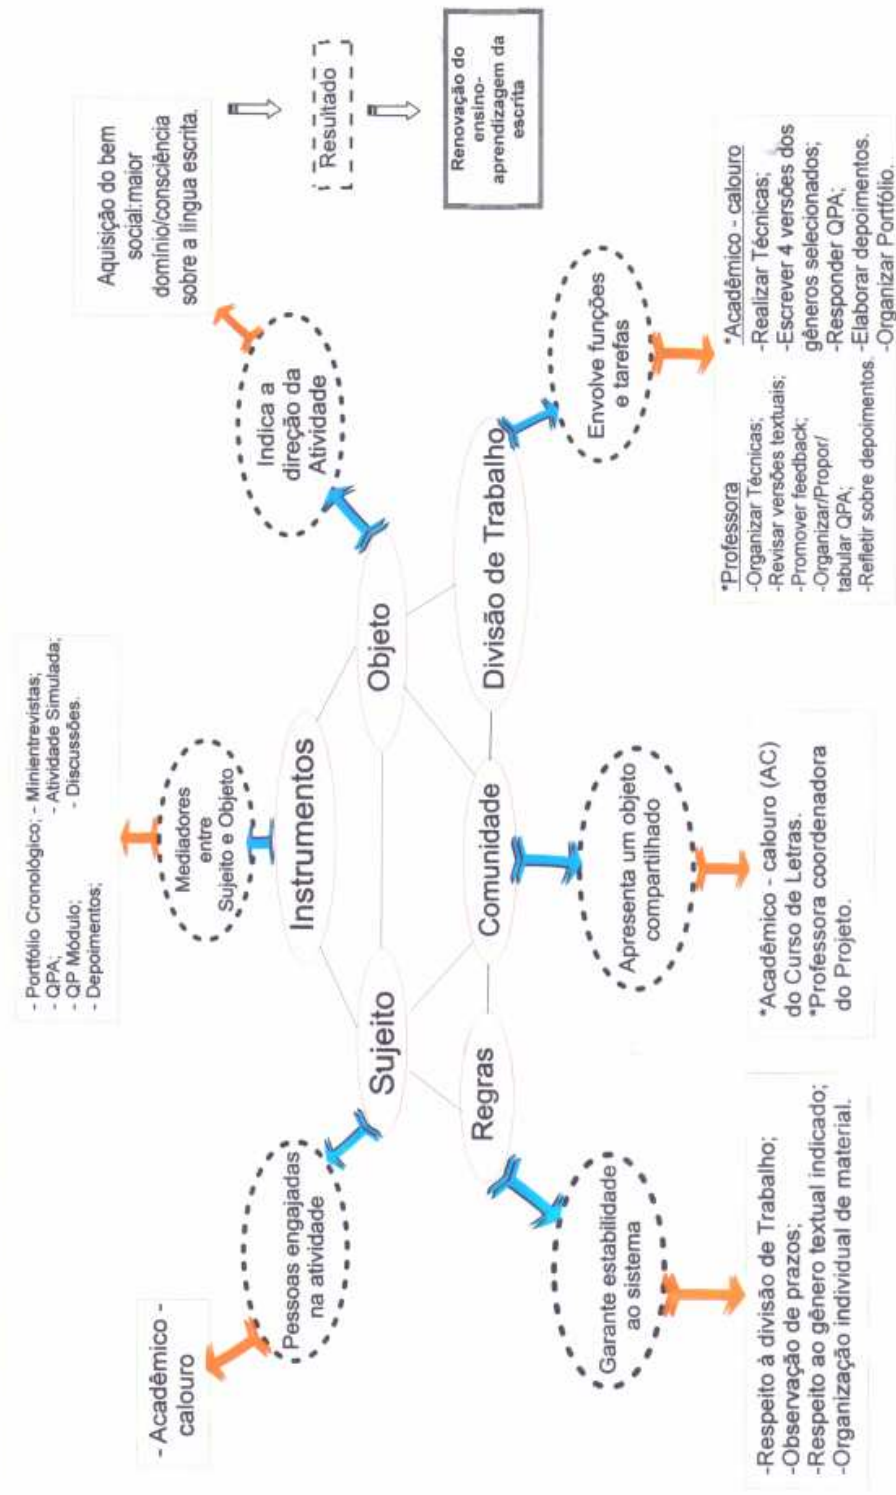 - Portfólio Cronológico; - Minientrevistas;
- QPA; - Atividade Simulada;
- QP Módulo; - Discussões.
- Depoimentos;
Mediadores
entre
Sujeito e Objeto
Instrumentos
- Acadêmico -
calouro
Pessoas engajadas
na atividade
Sujeito
Objeto
Indica a
direção da
Atividade
Aquisição do bem
social:maior
domínio/consciência
sobre a língua escrita.
Resultado
Renovação do
ensino-
aprendizagem da
escrita
Regras
Comunidade
Divisão de Trabalho
Garante estabilidade
ao sistema
Apresenta um objeto
compartilhado
Envolve funções
e tarefas
-Respeito à divisão de Trabalho;
-Observação de prazos;
-Respeito ao gênero textual indicado;
-Organização individual de material.
*Acadêmico - calouro (AC)
do Curso de Letras.
*Professora coordenadora
do Projeto.
*Professora
-Organizar Técnicas;
-Revisar versões textuais;
-Promover feedback;
-Organizar/Propor/
tabular QPA;
-Refletir sobre depoimentos.
*Acadêmico - calouro
-Realizar Técnicas;
-Escrever 4 versões dos
gêneros selecionados;
-Responder QPA;
-Elaborar depoimentos.
-Organizar Portfólio.